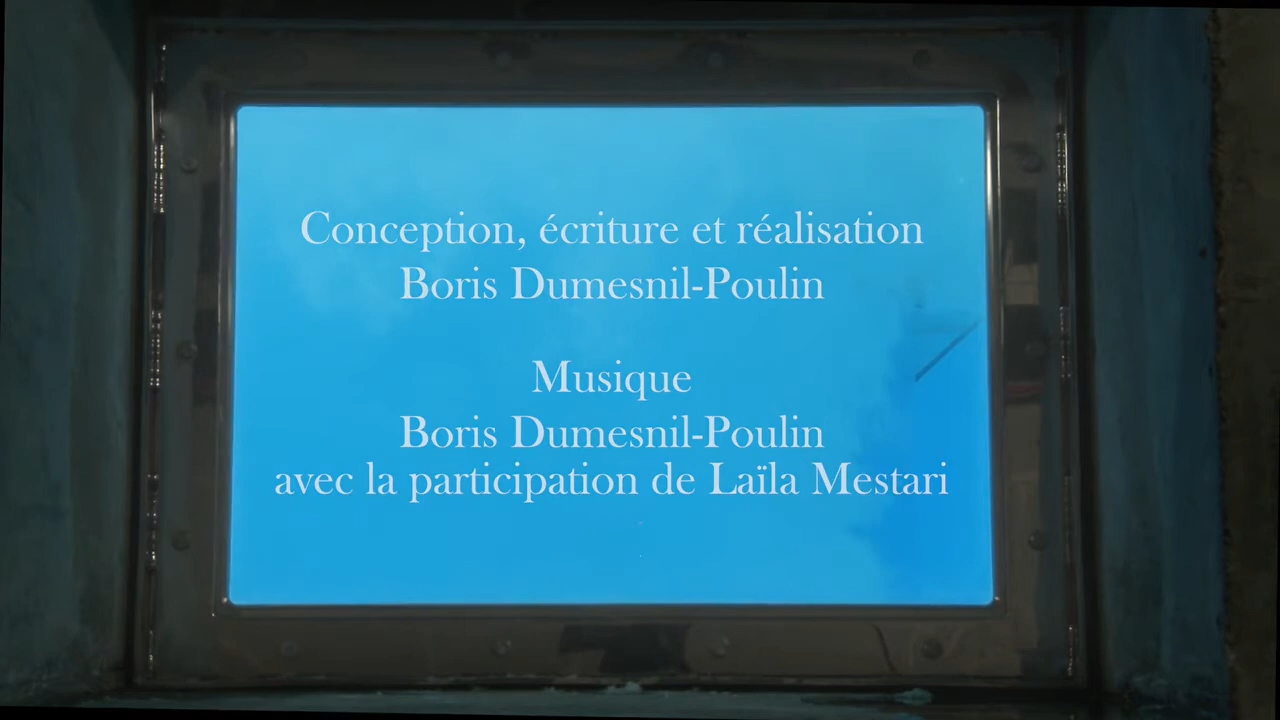 Conception, écriture et réalisation
Boris Dumesnil-Poulin
Musique
Boris Dumesnil-Poulin
avec la participation de Laïla Mestari